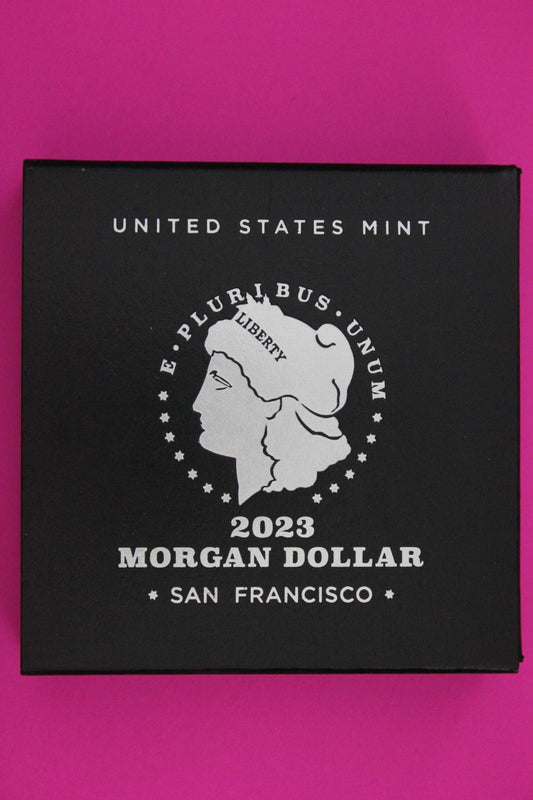 UNITED STATES MINT
E · PLURIBUS · UNUM
LIBERTY
2023
MORGAN DOLLAR
* SAN FRANCISCO *